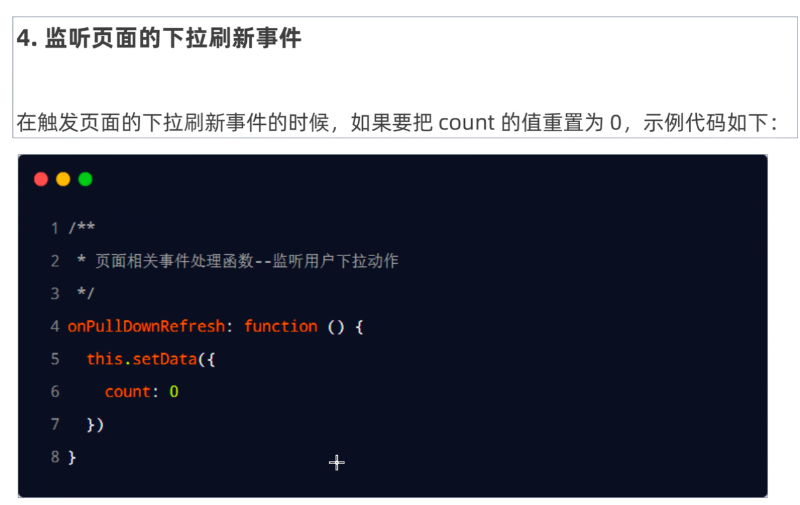 4. 监听页面的下拉刷新事件
在触发页面的下拉刷新事件的时候，如果要把 count 的值重置为 0，示例代码如下：
1 /**
2  * 页面相关事件处理函数--监听用户下拉动作
3  */
4 onPullDownRefresh: function () {
5   this.setData({
6     count: 0
7   })
8 }